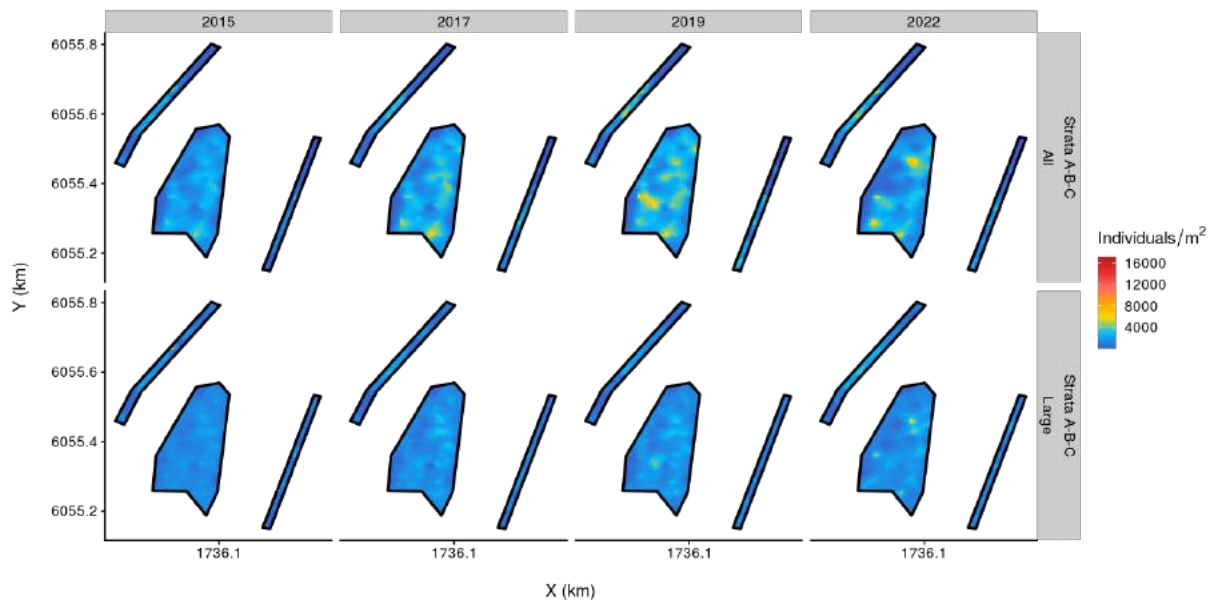 2015 2017 2019 2022
6055.8
6055.6
6055.4
6055.2
Strata A-B-C
All
Y (km)
Individuals/m²
16000
12000
8000
4000
6055.8
6055.6
6055.4
6055.2
Strata A-B-C
Large
1736.1 1736.1 1736.1 1736.1
X (km)